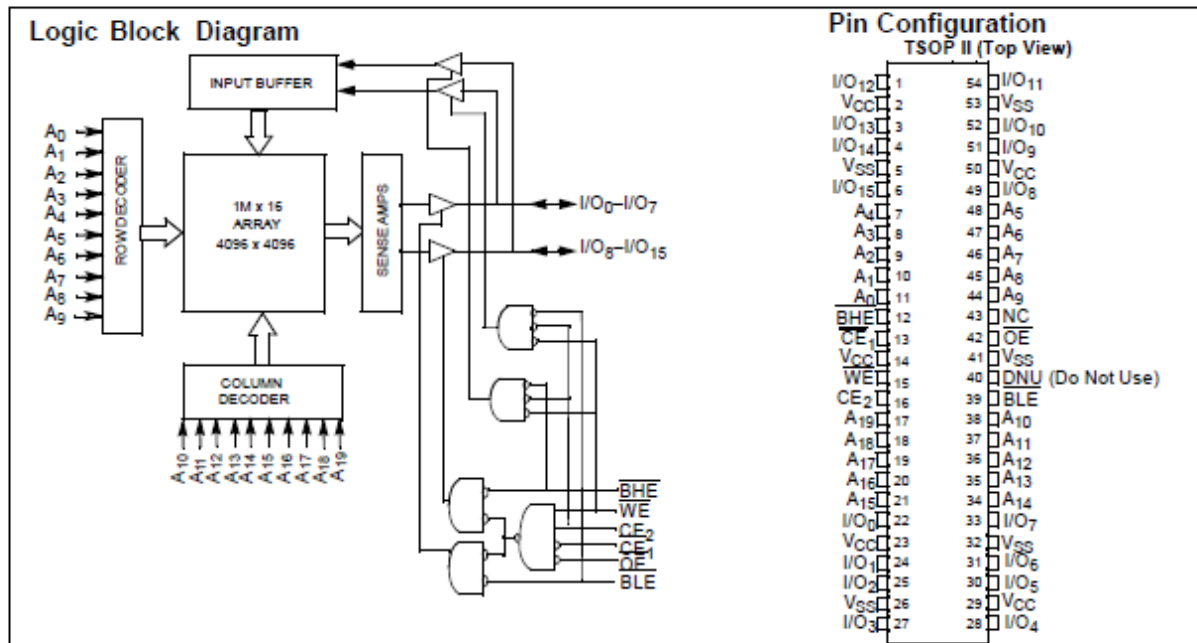 Logic Block Diagram
INPUT BUFFER
A0
A1
A2
A3
A4
A5
A6
A7
A8
A9
ROW DECODER
1M x 16
ARRAY
4096 x 4096
SENSE AMPS
I/O0–I/O7
I/O8–I/O15
COLUMN
DECODER
A10
A11
A12
A13
A14
A15
A16
A17
A18
A19
BHE
WE
CE2
CE1
OE
BLE
Pin Configuration
TSOP II (Top View)
I/O12 1 54 I/O11
VCC 2 53 VSS
I/O13 3 52 I/O10
I/O14 4 51 I/O9
VSS 5 50 VCC
I/O15 6 49 I/O8
A4 7 48 A5
A3 8 47 A6
A2 9 46 A7
A1 10 45 A8
A0 11 44 A9
BHE 12 43 NC
CE1 13 42 OE
VCC 14 41 VSS
WE 15 40 DNU (Do Not Use)
CE2 16 39 BLE
A19 17 38 A10
A18 18 37 A11
A17 19 36 A12
A16 20 35 A13
A15 21 34 A14
I/O0 22 33 I/O7
VCC 23 32 VSS
I/O1 24 31 I/O6
I/O2 25 30 I/O5
VSS 26 29 VCC
I/O3 27 28 I/O4